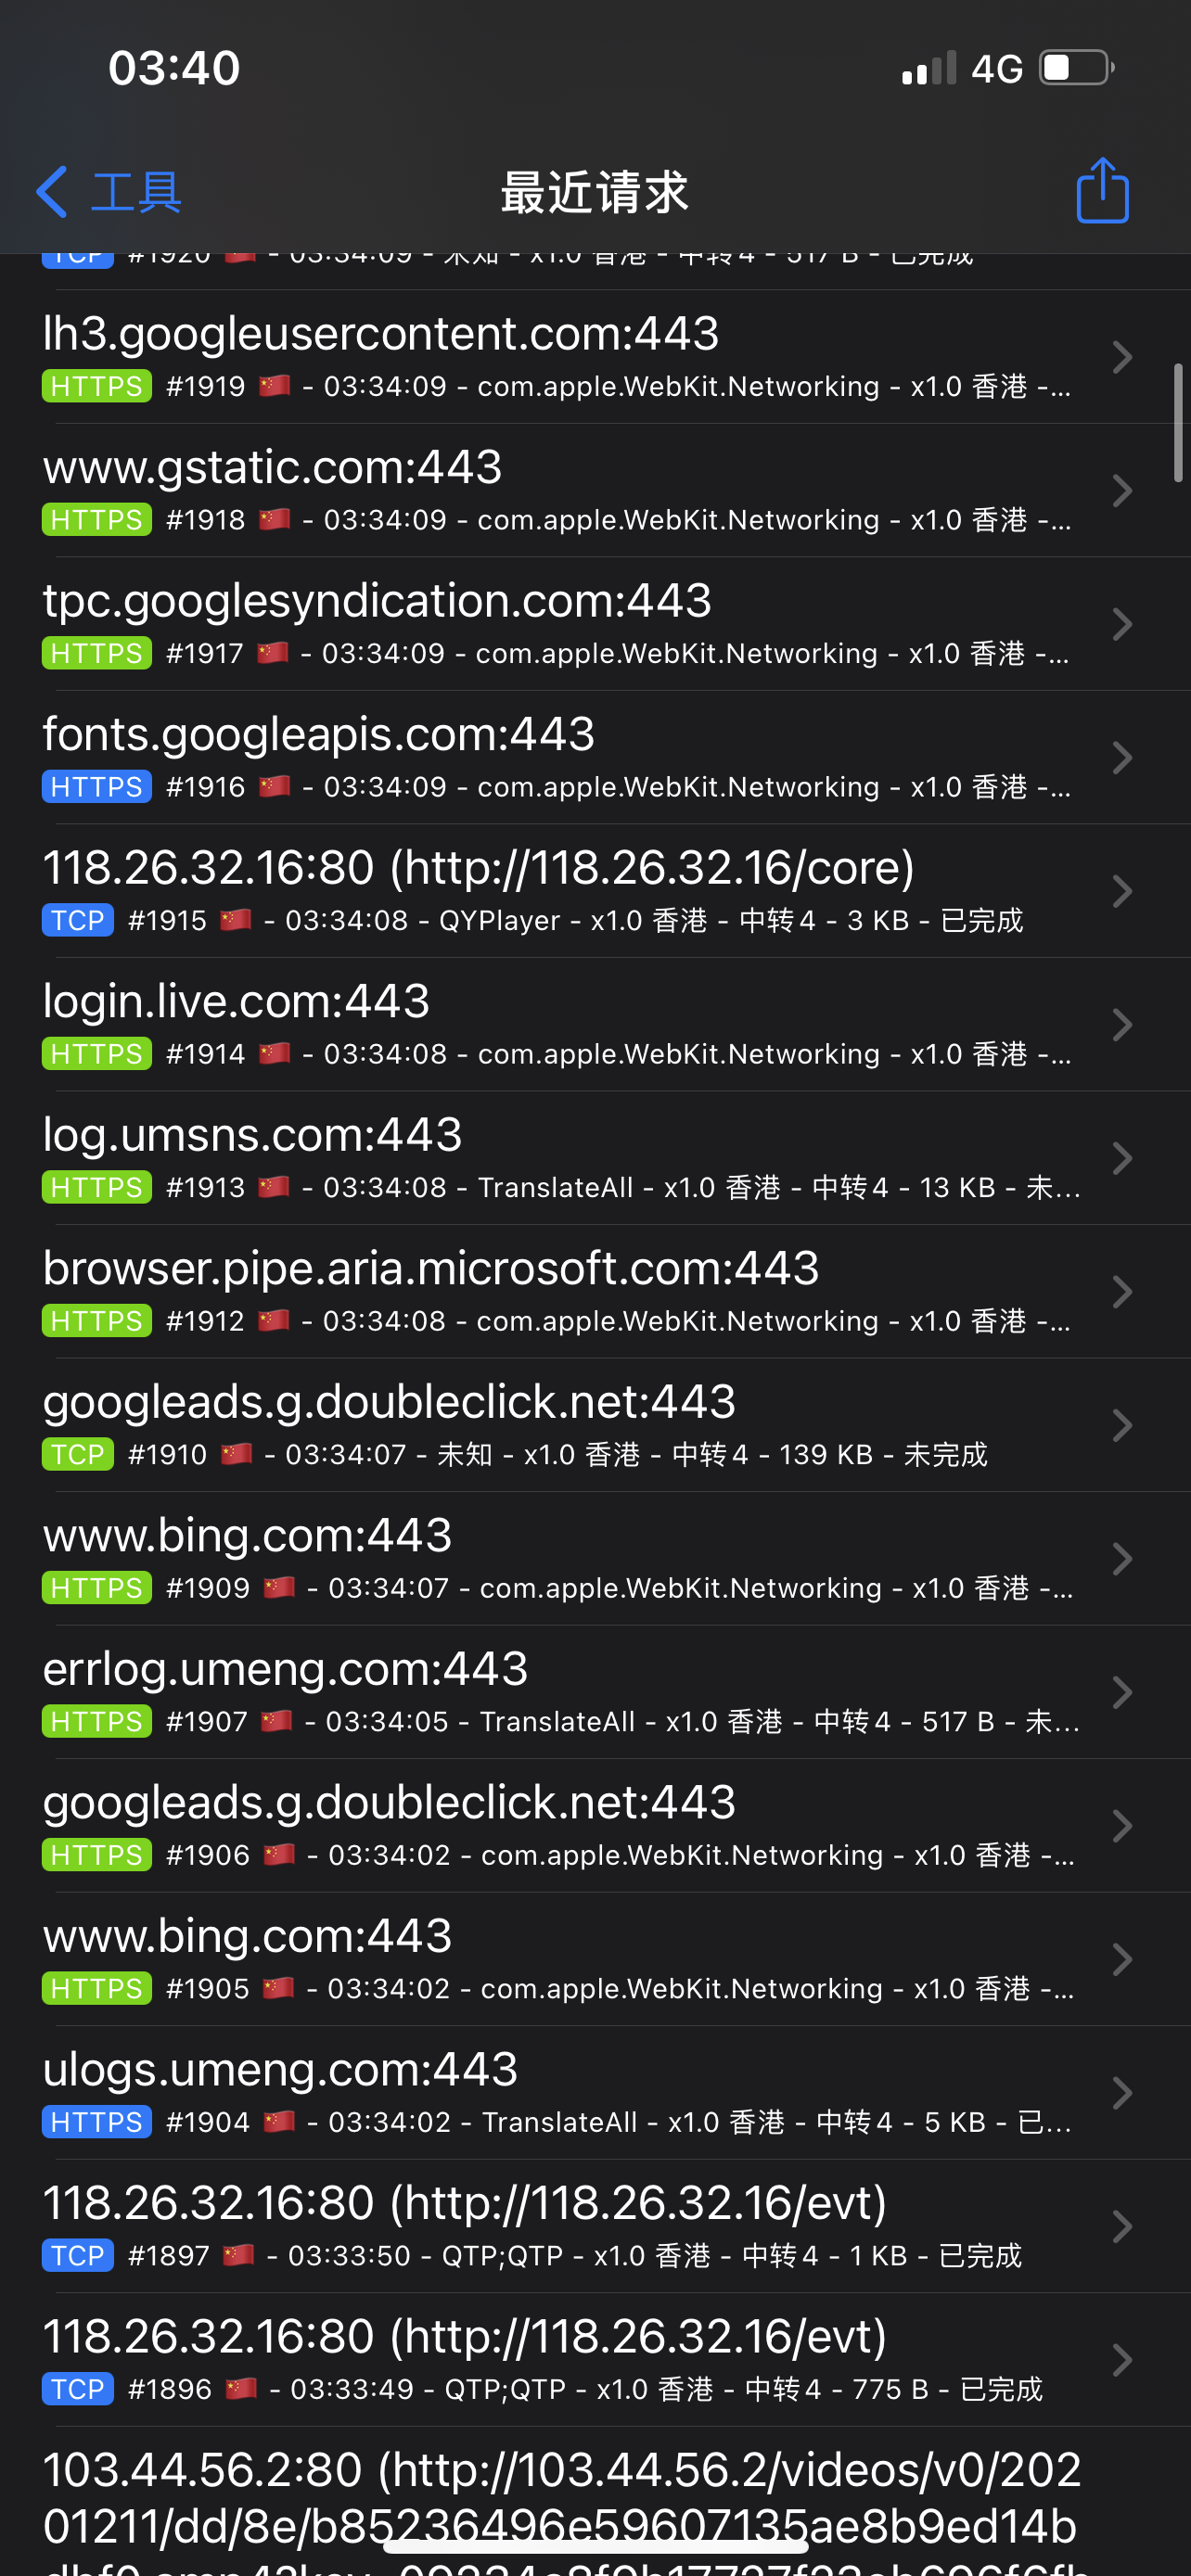 03:40
4G
工具
最近请求
TCP #1920 - 03:34:09 - 未知 - x1.0 香港 - 中转4 - 517 B - 已完成
lh3.googleusercontent.com:443
HTTPS #1919 🇨🇳 - 03:34:09 - com.apple.WebKit.Networking - x1.0 香港 -...
www.gstatic.com:443
HTTPS #1918 🇨🇳 - 03:34:09 - com.apple.WebKit.Networking - x1.0 香港 -...
tpc.googlesyndication.com:443
HTTPS #1917 🇨🇳 - 03:34:09 - com.apple.WebKit.Networking - x1.0 香港 -...
fonts.googleapis.com:443
HTTPS #1916 🇨🇳 - 03:34:09 - com.apple.WebKit.Networking - x1.0 香港 -...
118.26.32.16:80 (http://118.26.32.16/core)
TCP #1915 🇨🇳 - 03:34:08 - QYPlayer - x1.0 香港 - 中转4 - 3 KB - 已完成
login.live.com:443
HTTPS #1914 🇨🇳 - 03:34:08 - com.apple.WebKit.Networking - x1.0 香港 -...
log.umsns.com:443
HTTPS #1913 🇨🇳 - 03:34:08 - TranslateAll - x1.0 香港 - 中转4 - 13 KB - 未...
browser.pipe.aria.microsoft.com:443
HTTPS #1912 🇨🇳 - 03:34:08 - com.apple.WebKit.Networking - x1.0 香港 -...
googleads.g.doubleclick.net:443
TCP #1910 🇨🇳 - 03:34:07 - 未知 - x1.0 香港 - 中转4 - 139 KB - 未完成
www.bing.com:443
HTTPS #1909 🇨🇳 - 03:34:07 - com.apple.WebKit.Networking - x1.0 香港 -...
errlog.umeng.com:443
HTTPS #1907 🇨🇳 - 03:34:05 - TranslateAll - x1.0 香港 - 中转4 - 517 B - 未...
googleads.g.doubleclick.net:443
HTTPS #1906 🇨🇳 - 03:34:02 - com.apple.WebKit.Networking - x1.0 香港 -...
www.bing.com:443
HTTPS #1905 🇨🇳 - 03:34:02 - com.apple.WebKit.Networking - x1.0 香港 -...
ulogs.umeng.com:443
HTTPS #1904 🇨🇳 - 03:34:02 - TranslateAll - x1.0 香港 - 中转4 - 5 KB - 已...
118.26.32.16:80 (http://118.26.32.16/evt)
TCP #1897 🇨🇳 - 03:33:50 - QTP;QTP - x1.0 香港 - 中转4 - 1 KB - 已完成
118.26.32.16:80 (http://118.26.32.16/evt)
TCP #1896 🇨🇳 - 03:33:49 - QTP;QTP - x1.0 香港 - 中转4 - 775 B - 已完成
103.44.56.2:80 (http://103.44.56.2/videos/v0/202
01211/dd/8e/b85236496e59607135ae8b9ed14b